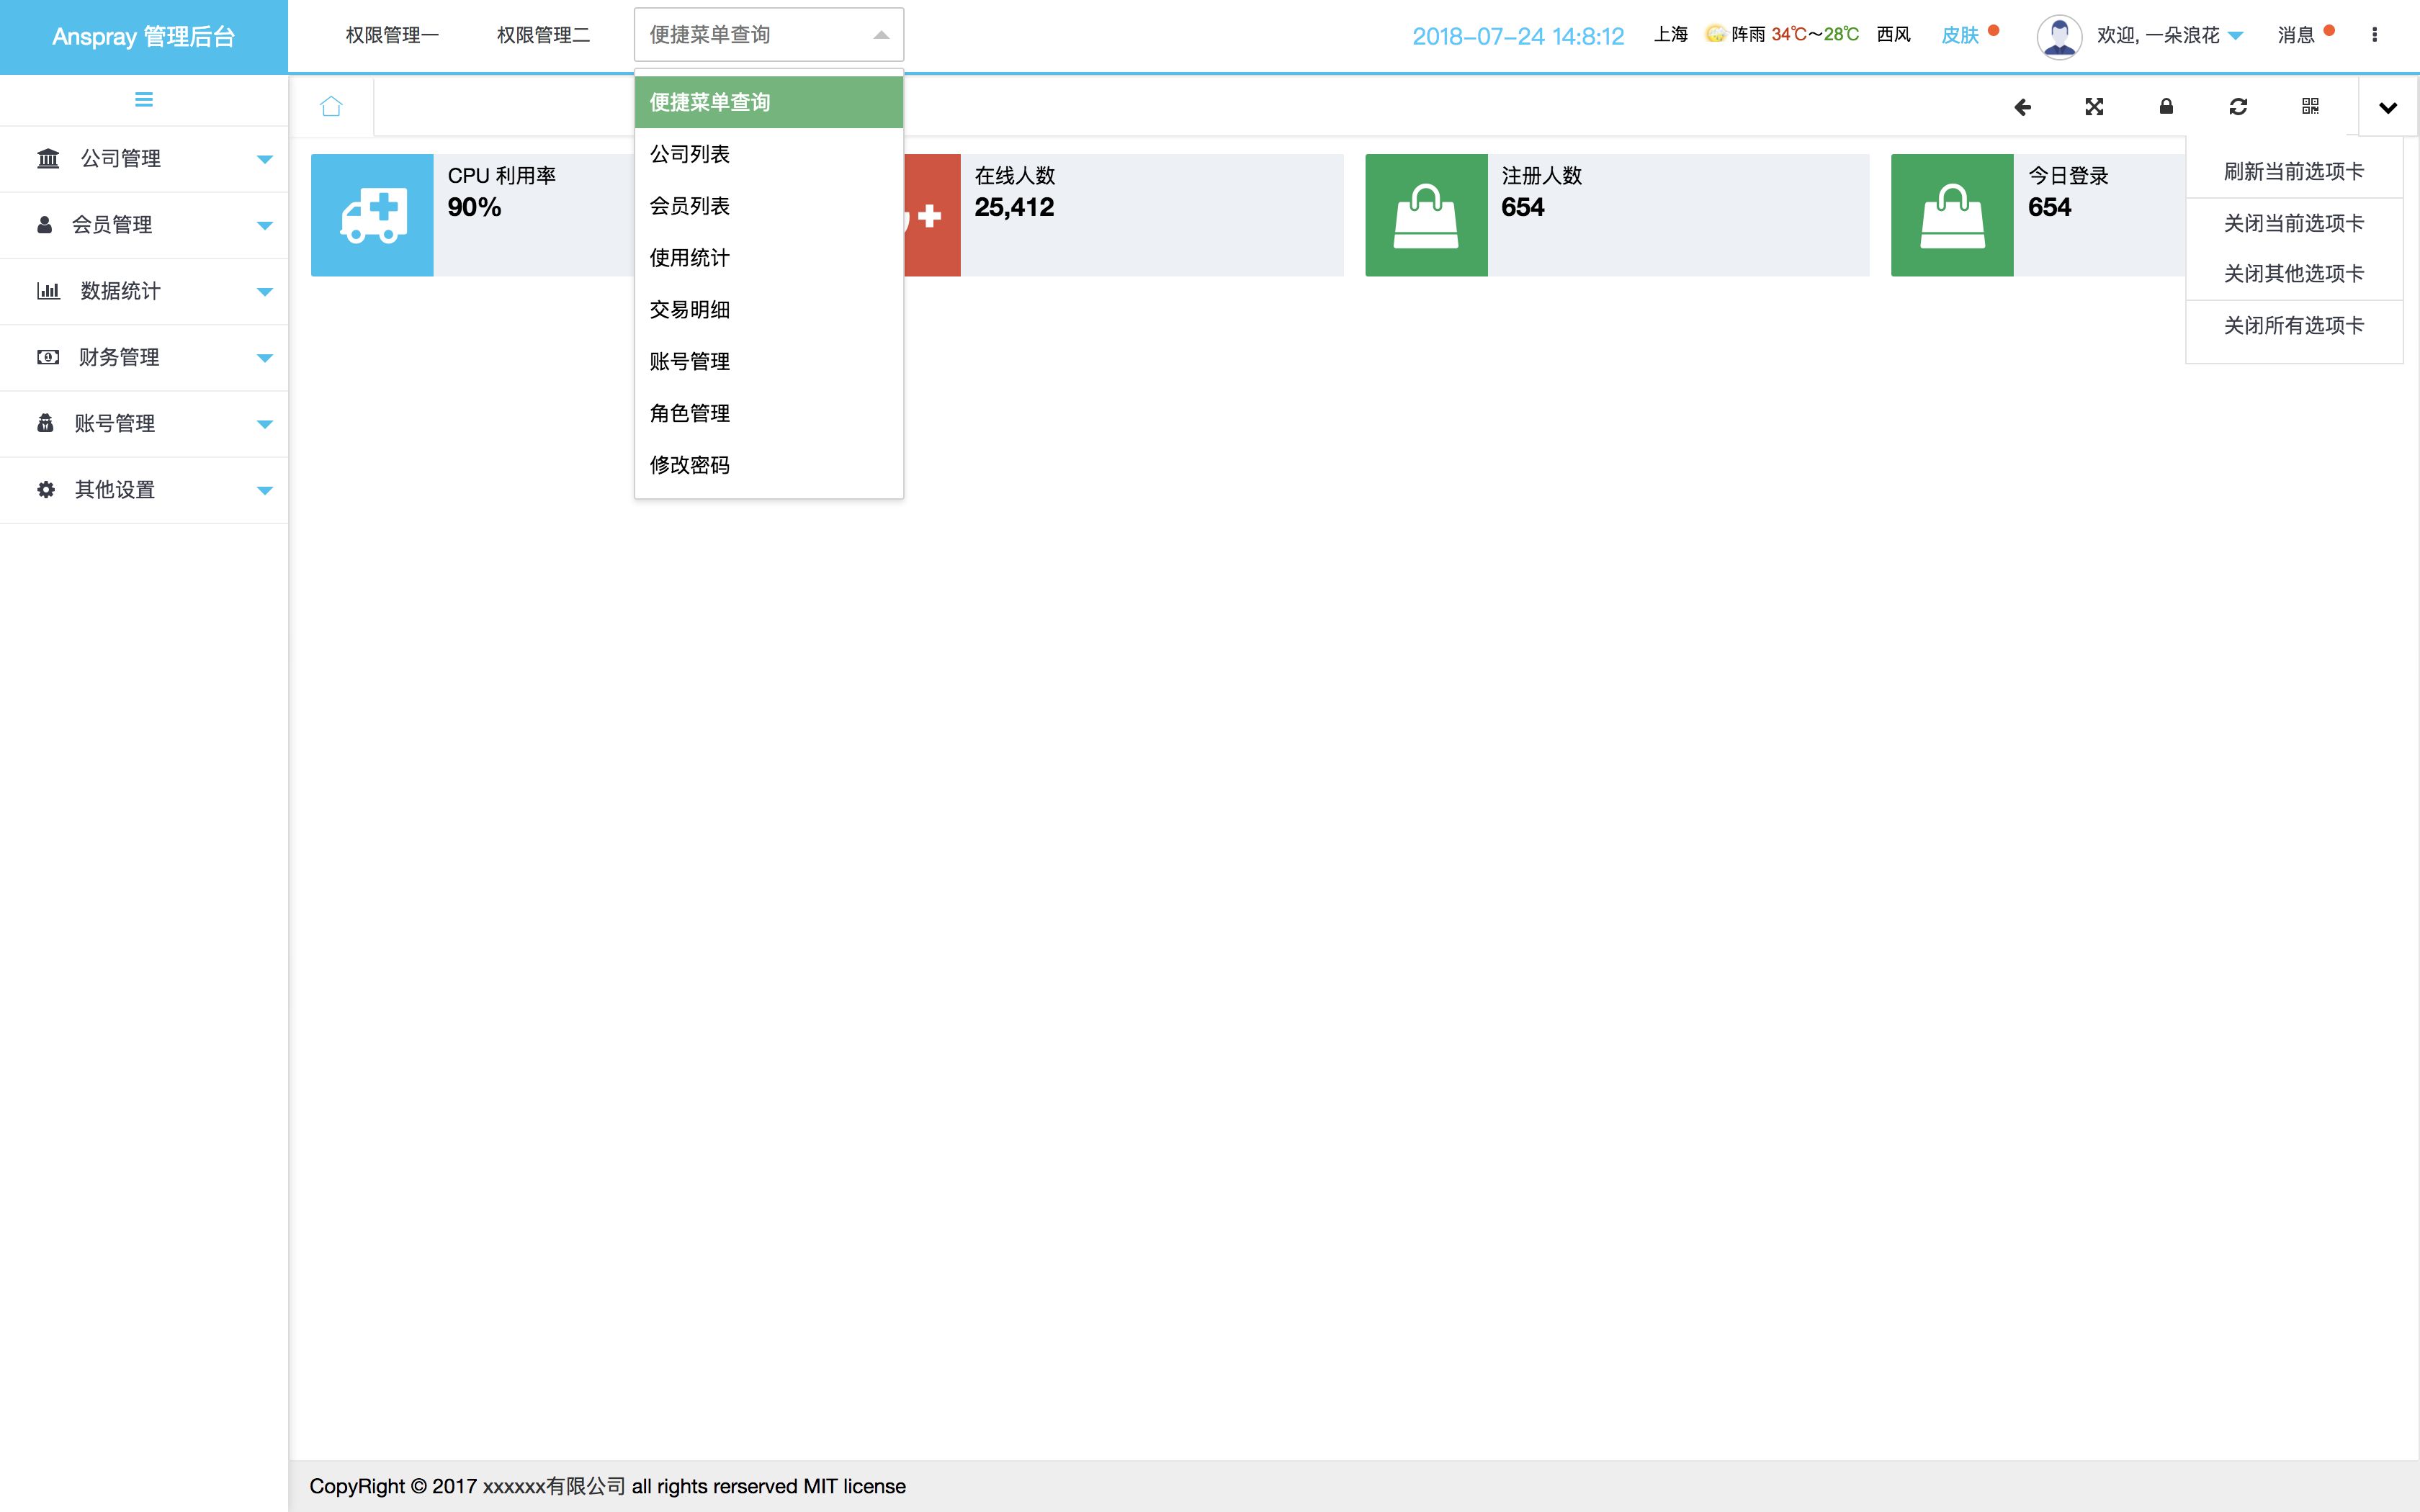 Anspray 管理后台
权限管理一
权限管理二
便捷菜单查询
2018-07-24 14:8:12
上海 阵雨 34℃~28℃ 西风
皮肤
欢迎, 一朵浪花
消息
公司管理
会员管理
数据统计
财务管理
账号管理
其他设置
便捷菜单查询
公司列表
会员列表
使用统计
交易明细
账号管理
角色管理
修改密码
CPU 利用率
90%
在线人数
25,412
注册人数
654
今日登录
654
刷新当前选项卡
关闭当前选项卡
关闭其他选项卡
关闭所有选项卡
CopyRight © 2017 xxxxxx有限公司 all rights rerserved MIT license